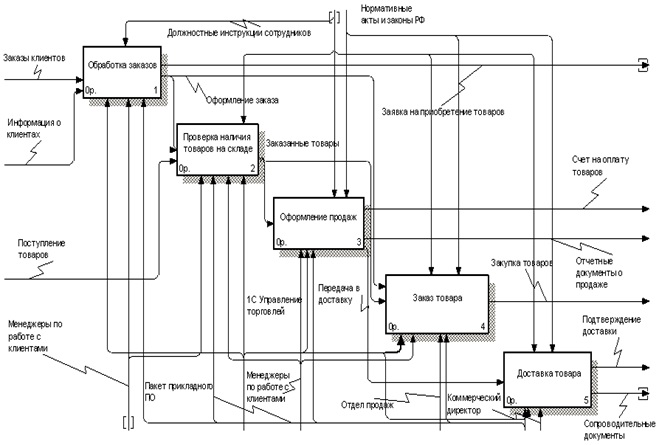 Нормативные
акты и законы РФ
Должностные инструкции сотрудников
Заказы клиентов
Обработка заказов
0р.
1
Оформление заказа
Заявка на приобретение товаров
Информация о
клиентах
Проверка наличия
товаров на складе
0р.
2
Заказанные товары
Счет на оплату
товаров
Оформление продаж
0р.
3
Поступление
товаров
Отчетные
документы о
продаже
Закупка товаров
1С Управление
торговлей
Передача в
доставку
Заказ товара
0р.
4
Менеджеры по
работе с
клиентами
Подтверждение
доставки
Пакет прикладного
ПО
Менеджеры
по работе с
клиентами
Отдел продаж
Коммерческий
директор
Доставка товара
0р.
5
Сопроводительные
документы